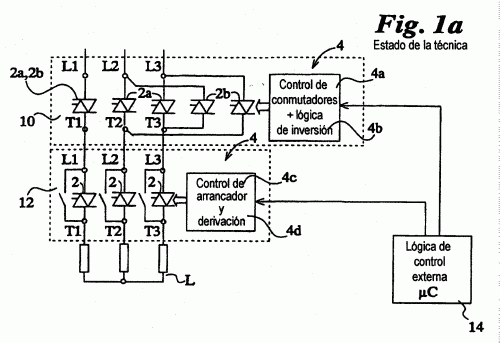 Fig. 1a
Estado de la técnica
L1 L2 L3
4
2a,2b
2a
2b
4a
Control de
conmutadores
+ lógica
de inversión
4b
10
T1 T2 T3
4
L1 L2 L3
12
2 2 2
4c
Control de
arrancador
y
derivación
4d
T1 T2 T3
L
Lógica de
control
externa
µC
14